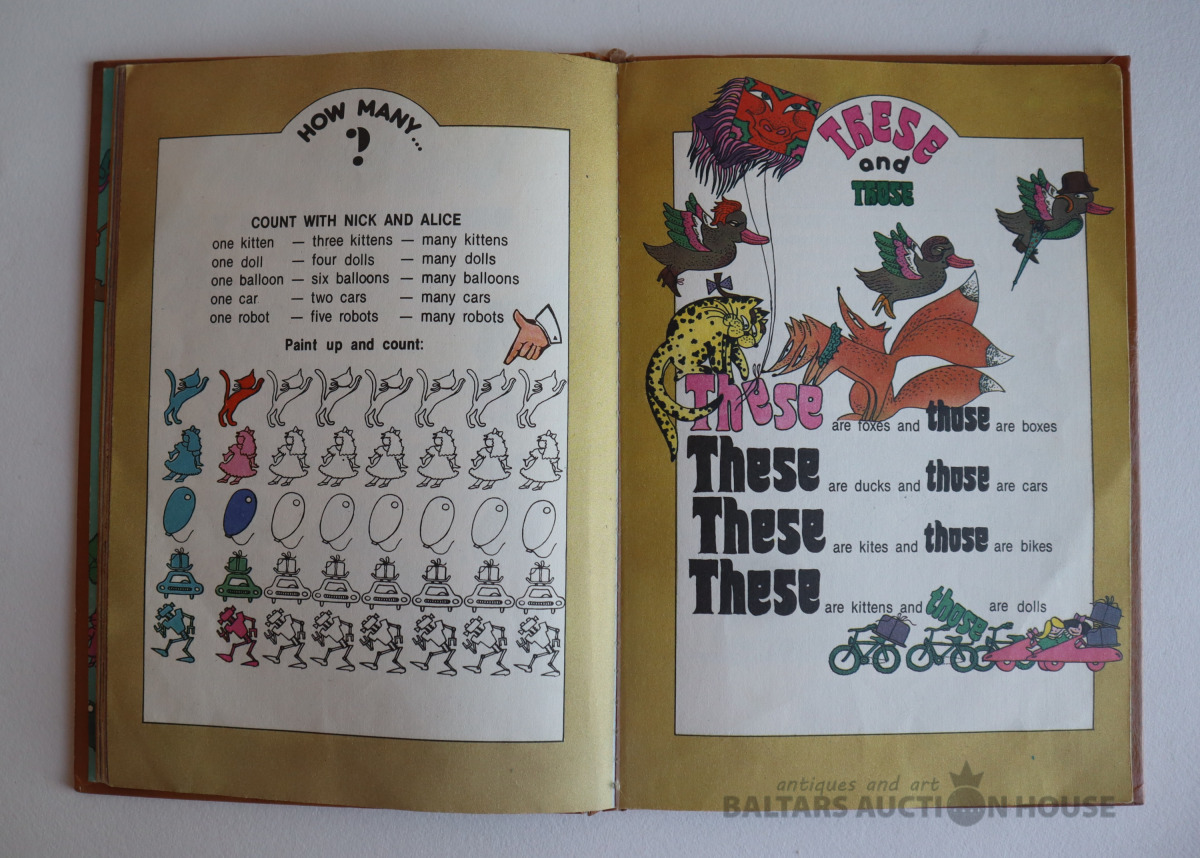 HOW MANY...
?
COUNT WITH NICK AND ALICE
one kitten — three kittens — many kittens
one doll — four dolls — many dolls
one balloon — six balloons — many balloons
one car — two cars — many cars
one robot — five robots — many robots
Paint up and count:
THESE
and
THOSE
These are foxes and those are boxes
These are ducks and those are cars
These are kites and those are bikes
These are kittens and those are dolls
antiques and art
BALTARS AUCTION HOUSE